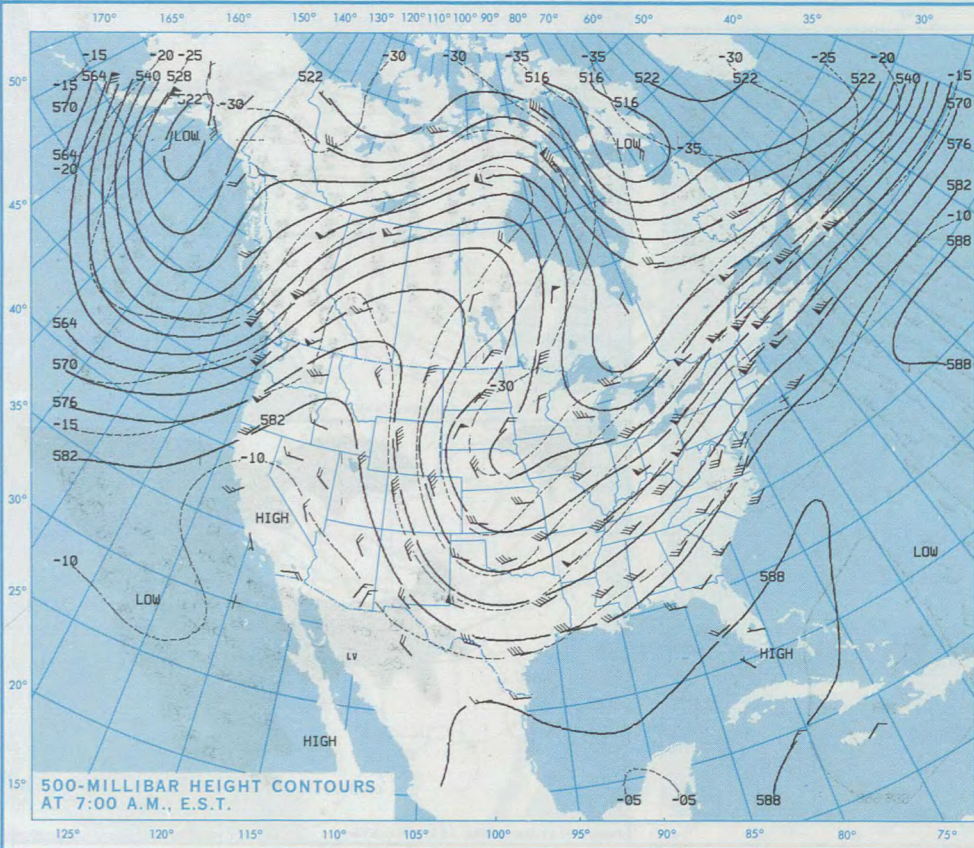 170° 165° 160° 150° 140° 130° 120° 110° 100° 90° 80° 70° 60° 50° 40° 35° 30°
-15 -20 -25 -30 -30 -35 -35 -30 -25 -20
564 540 528 522 516 516 522 522 522 540 -15
50° -15
570 522 -30 516 570
LOW LOW -35 576
564
-20
582
45° -10
588
40°
564
570 588
-30
35°
576
-15 582
582 -10
30°
HIGH
LOW
-10 588
25° LOW
LV HIGH
20°
HIGH
15°
500-MILLIBAR HEIGHT CONTOURS
AT 7:00 A.M., E.S.T.
-05 -05 588
125° 120° 115° 110° 105° 100° 95° 90° 85° 80° 75°